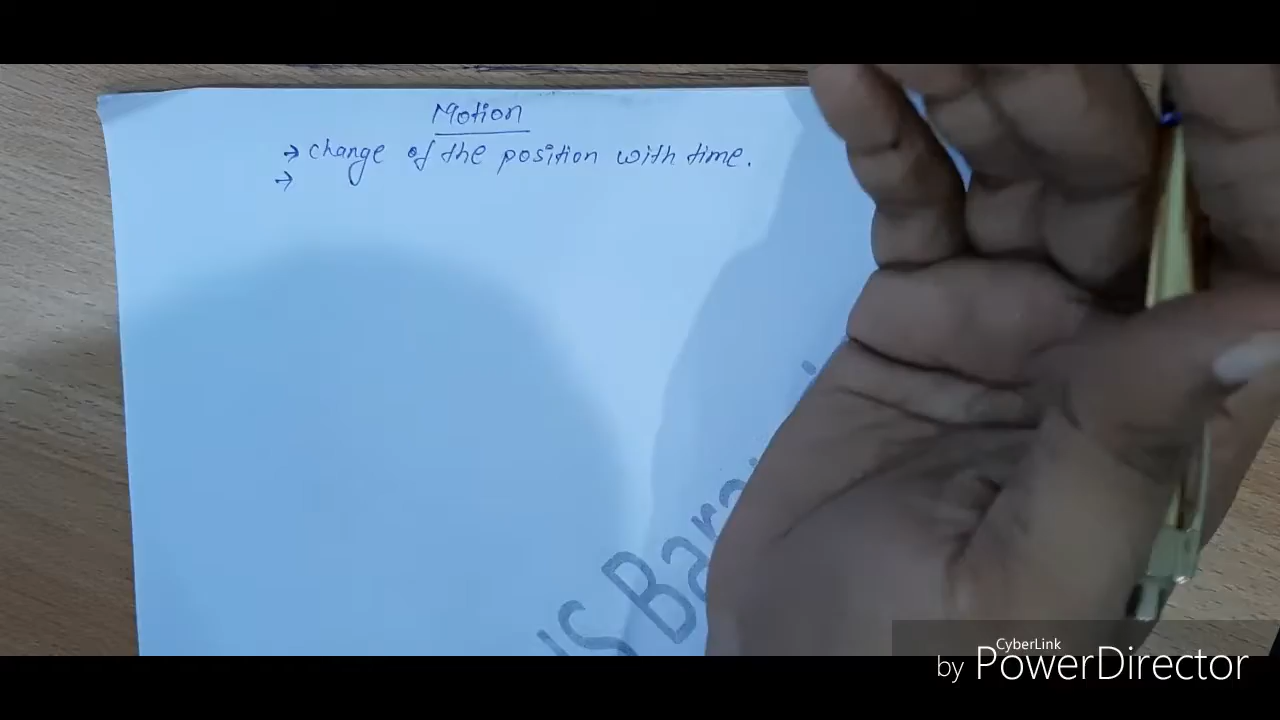 Motion
→ change of the position with time.
→
CyberLink
by PowerDirector